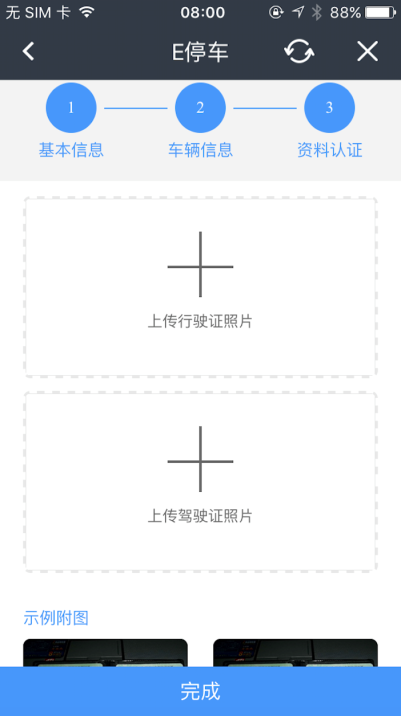 无 SIM 卡 08:00 88%
E停车
1 2 3
基本信息 车辆信息 资料认证
上传行驶证照片
上传驾驶证照片
示例附图
完成